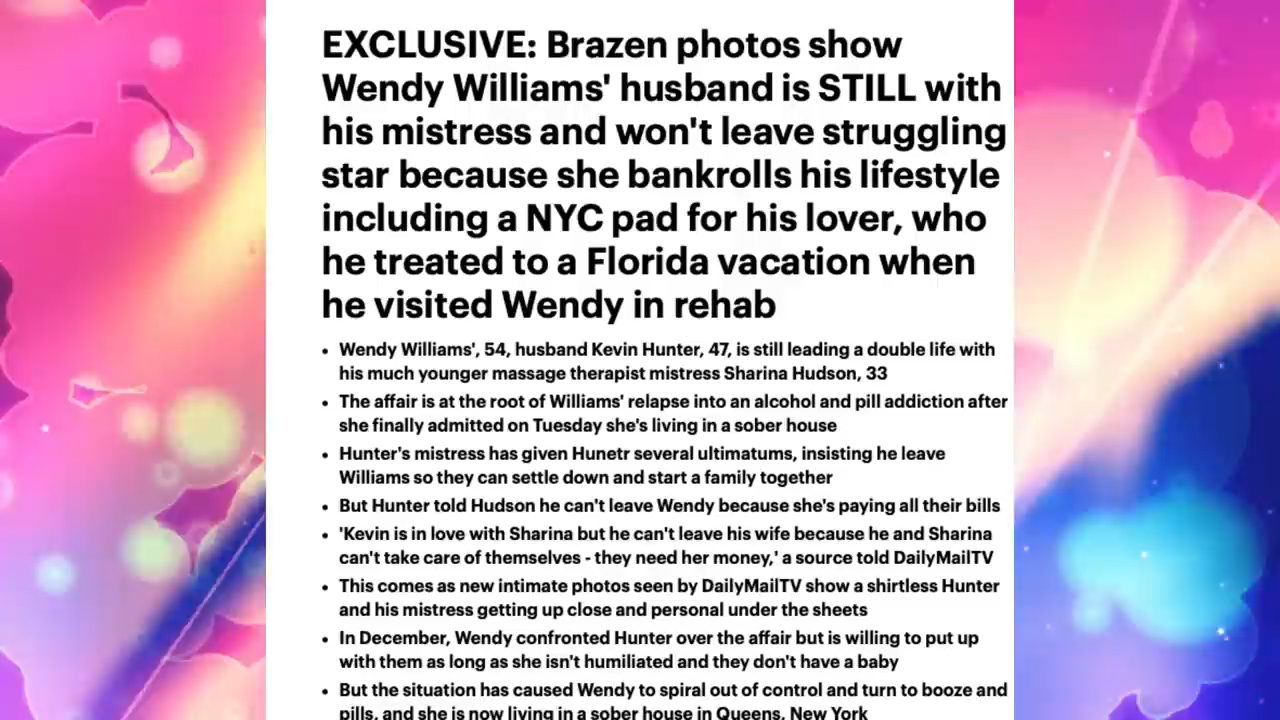 EXCLUSIVE: Brazen photos show
Wendy Williams' husband is STILL with
his mistress and won't leave struggling
star because she bankrolls his lifestyle
including a NYC pad for his lover, who
he treated to a Florida vacation when
he visited Wendy in rehab
• Wendy Williams', 54, husband Kevin Hunter, 47, is still leading a double life with
his much younger massage therapist mistress Sharina Hudson, 33
• The affair is at the root of Williams' relapse into an alcohol and pill addiction after
she finally admitted on Tuesday she's living in a sober house
• Hunter's mistress has given Hunetr several ultimatums, insisting he leave
Williams so they can settle down and start a family together
• But Hunter told Hudson he can't leave Wendy because she's paying all their bills
• 'Kevin is in love with Sharina but he can't leave his wife because he and Sharina
can't take care of themselves - they need her money,' a source told DailyMailTV
• This comes as new intimate photos seen by DailyMailTV show a shirtless Hunter
and his mistress getting up close and personal under the sheets
• In December, Wendy confronted Hunter over the affair but is willing to put up
with them as long as she isn't humiliated and they don't have a baby
• But the situation has caused Wendy to spiral out of control and turn to booze and
pills, and she is now living in a sober house in Queens, New York